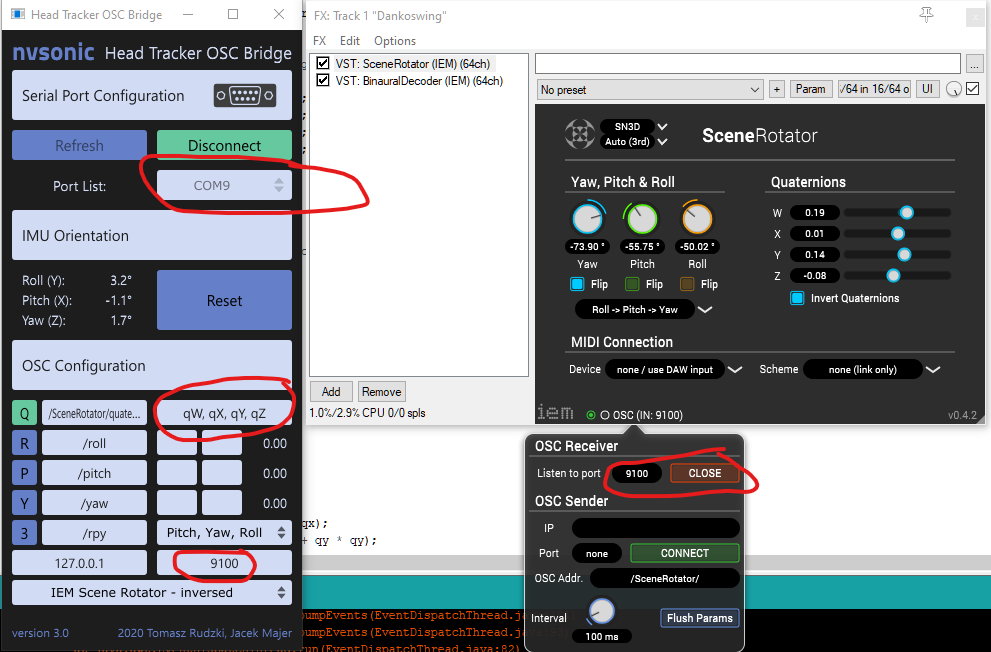 Head Tracker OSC Bridge
nvsonic Head Tracker OSC Bridge
Serial Port Configuration
Refresh
Disconnect
Port List:
COM9
IMU Orientation
Roll (Y): 3.2°
Pitch (X): -1.1°
Yaw (Z): 1.7°
Reset
OSC Configuration
Q /SceneRotator/quate... qW, qX, qY, qZ
R /roll 0.00
P /pitch 0.00
Y /yaw 0.00
3 /rpy Pitch, Yaw, Roll
127.0.0.1 9100
IEM Scene Rotator - inversed
version 3.0 2020 Tomasz Rudzki, Jacek Majer
FX: Track 1 "Dankoswing"
FX Edit Options
VST: SceneRotator (IEM) (64ch)
VST: BinauralDecoder (IEM) (64ch)
Add Remove
1.0%/2.9% CPU 0/0 spls
...
No preset + Param /64 in 16/64 o UI
SN3D
Auto (3rd)
SceneRotator
Yaw, Pitch & Roll
-73.90 ° -55.75 ° -50.02 °
Yaw Pitch Roll
Flip Flip Flip
Roll -> Pitch -> Yaw
Quaternions
W 0.19
X 0.01
Y 0.14
Z -0.08
Invert Quaternions
MIDI Connection
Device none / use DAW input Scheme none (link only)
iem OSC (IN: 9100) v0.4.2
OSC Receiver
Listen to port 9100 CLOSE
OSC Sender
IP
Port none CONNECT
OSC Addr. /SceneRotator/
Interval
100 ms
Flush Params
qx);
+ qy * qy);
umpEvents(EventDispatchThread.j
umpEvents(EventDispatchThread.j
run(EventDispatchThread.java:82)